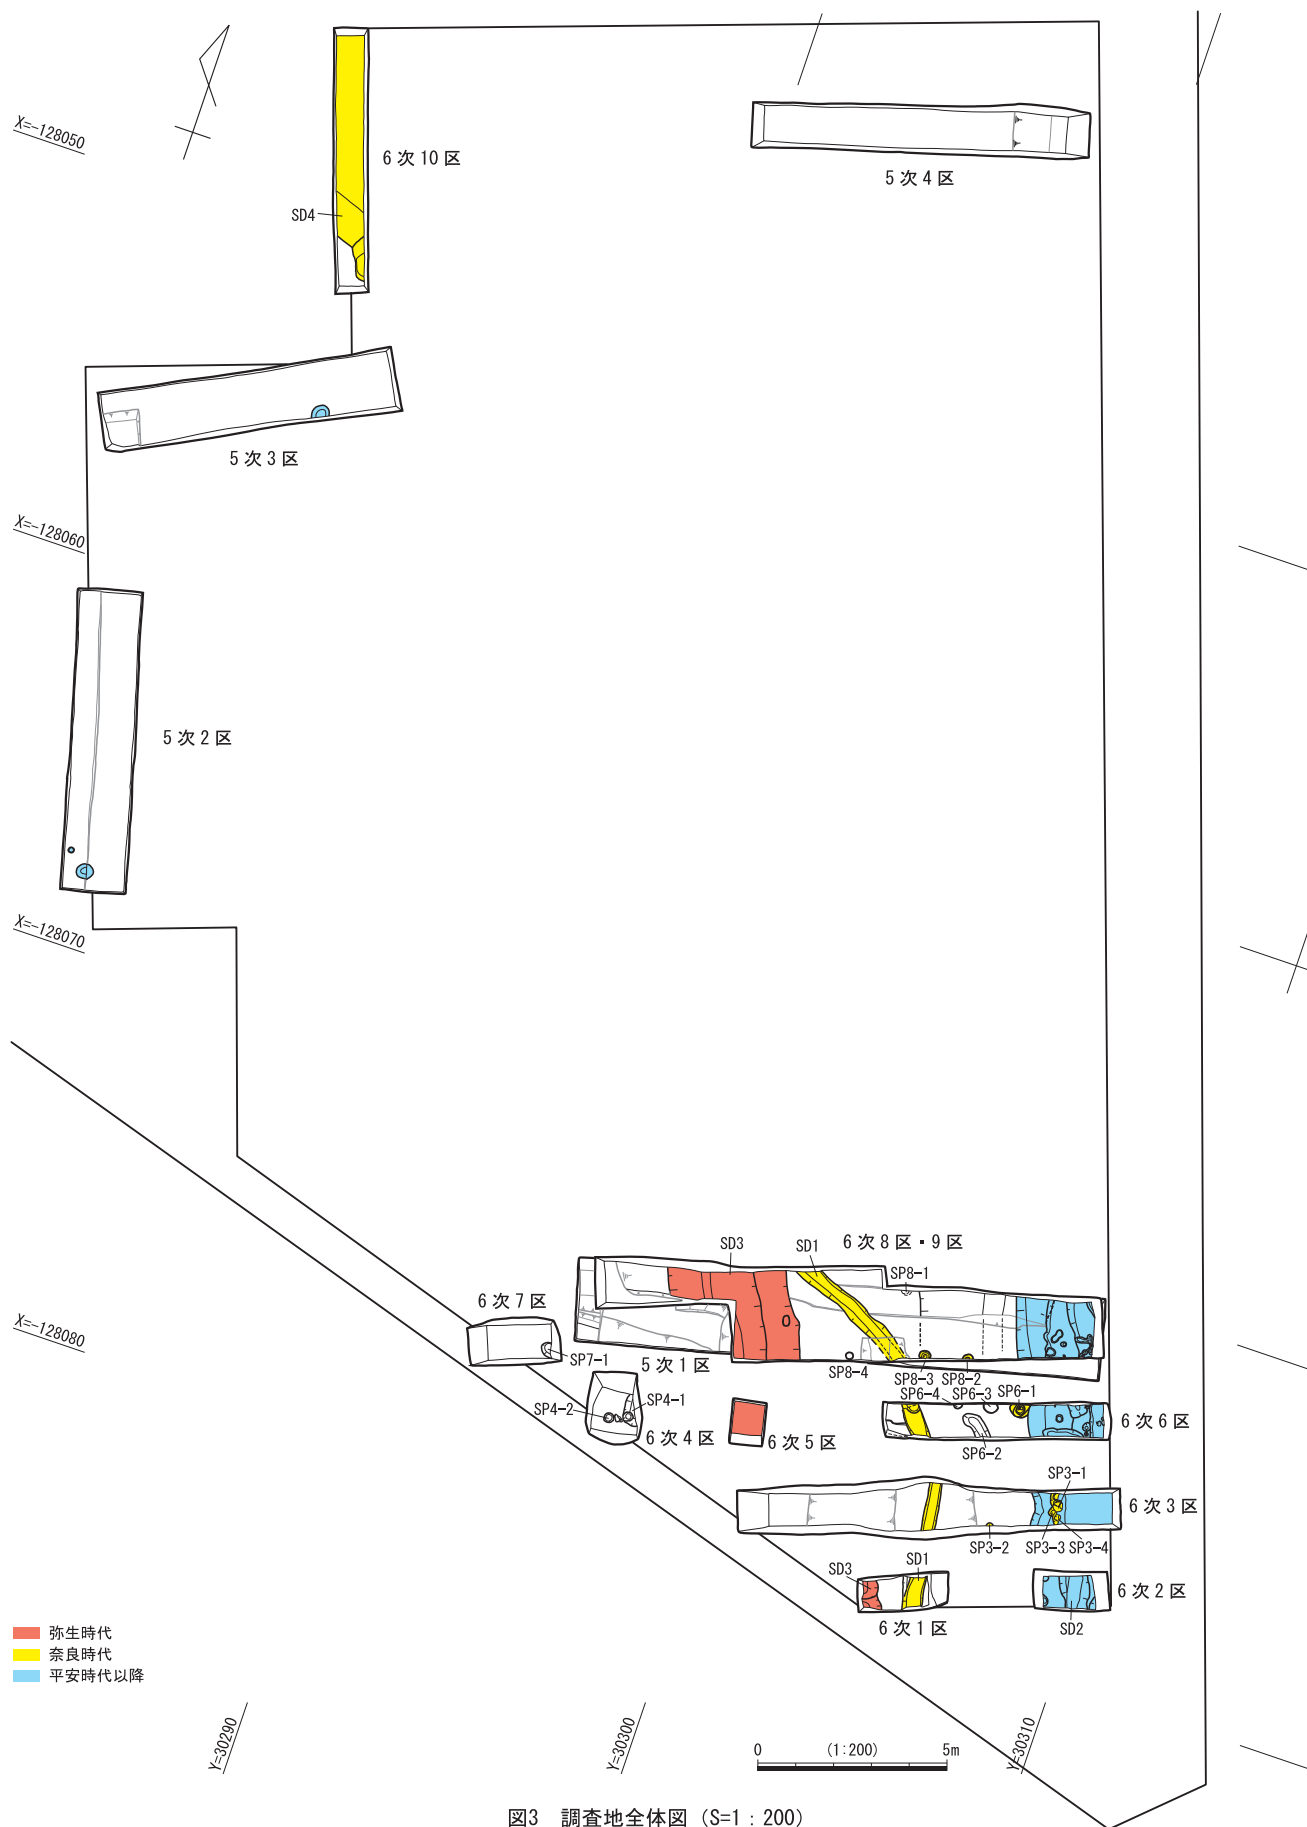 X=-128050
6次10区
5次4区
SD4
5次3区
X=-128060
5次2区
X=-128070
SD3
SD1
6次8区・9区
SP8-1
6次7区
X=-128080
SP7-1
5次1区
SP8-4
SP8-3
SP8-2
SP4-1
SP4-2
SP6-4
SP6-3
SP6-1
6次4区
6次5区
6次6区
SP6-2
SP3-1
6次3区
SP3-2
SP3-3
SP3-4
SD3
SD1
6次2区
6次1区
SD2
弥生時代
奈良時代
平安時代以降
Y=30290
Y=30300
Y=30310
0 (1:200) 5m
図3 調査地全体図（S=1：200）